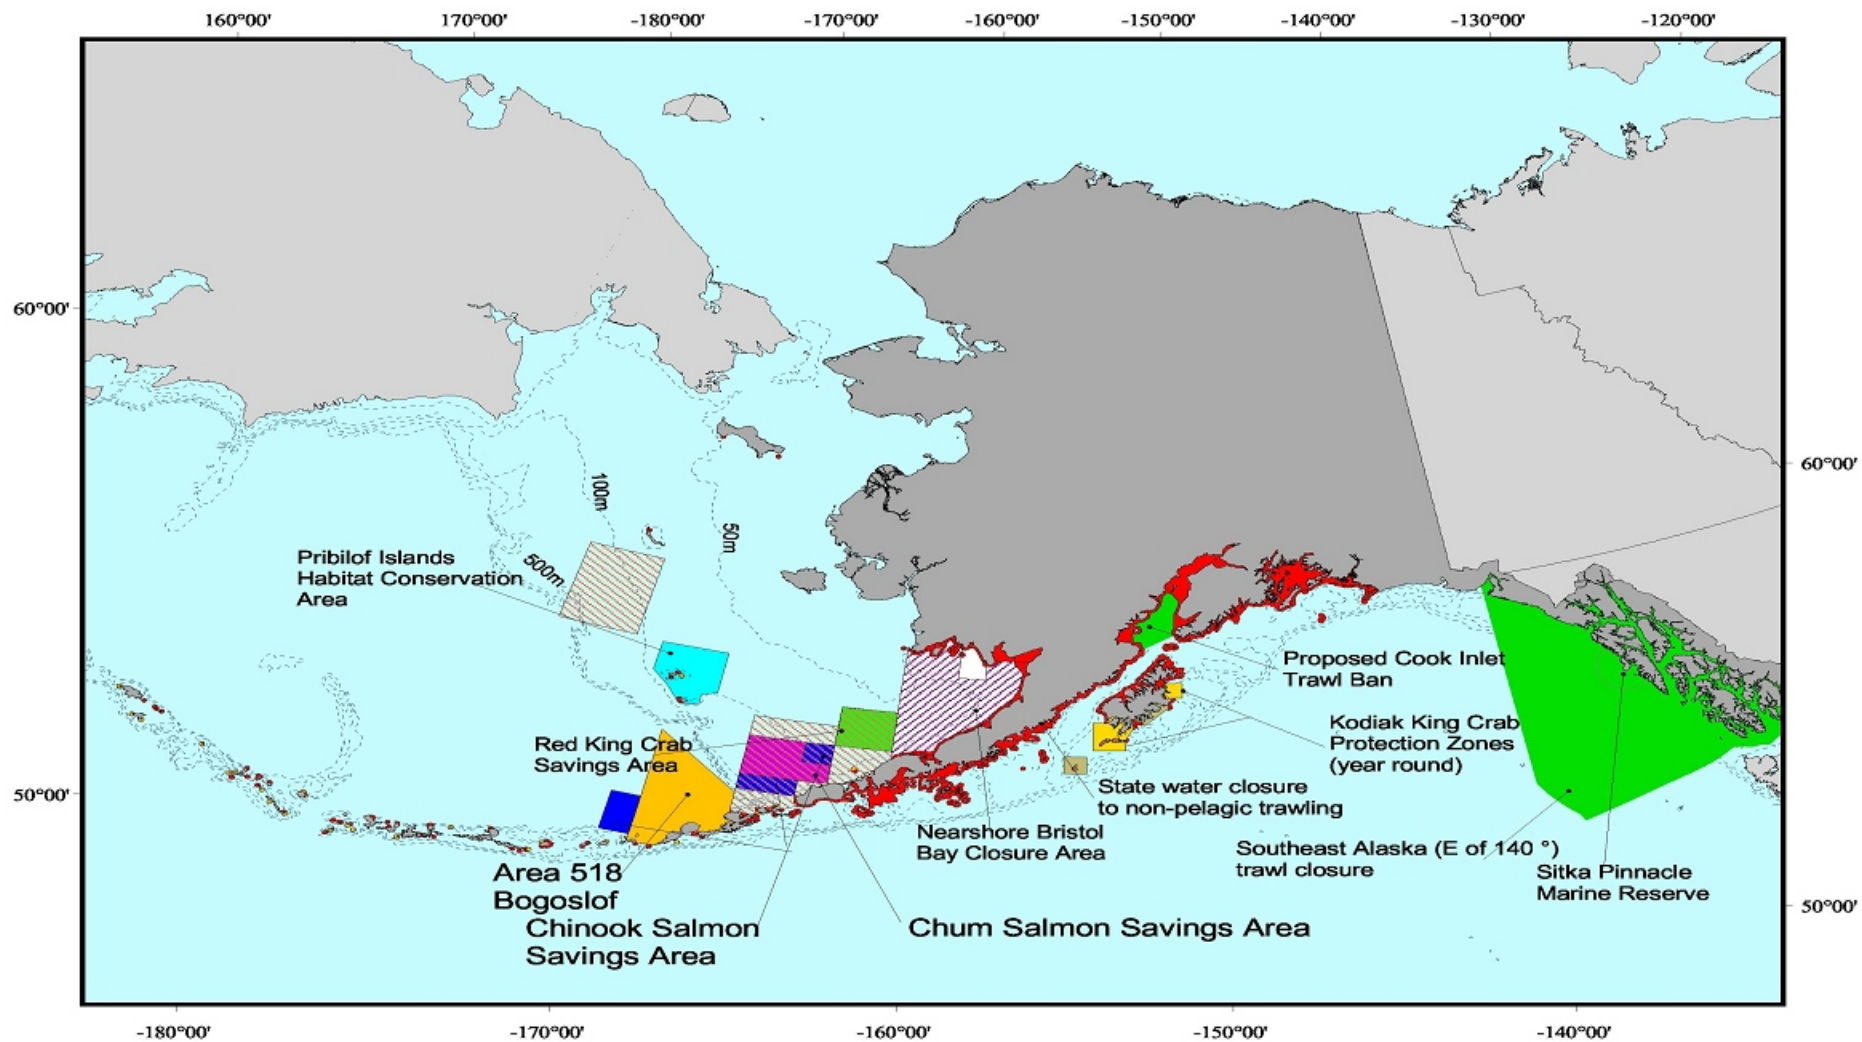 160°00' 170°00' -180°00' -170°00' -160°00' -150°00' -140°00' -130°00' -120°00'
60°00'
60°00'
100m
50m
500m
Pribilof Islands
Habitat Conservation
Area
Proposed Cook Inlet
Trawl Ban
Kodiak King Crab
Protection Zones
(year round)
Red King Crab
Savings Area
50°00'
State water closure
to non-pelagic trawling
Nearshore Bristol
Bay Closure Area
Southeast Alaska (E of 140 °)
trawl closure
Sitka Pinnacle
Marine Reserve
Area 518
Bogoslof
50°00'
Chinook Salmon
Savings Area
Chum Salmon Savings Area
-180°00' -170°00' -160°00' -150°00' -140°00'